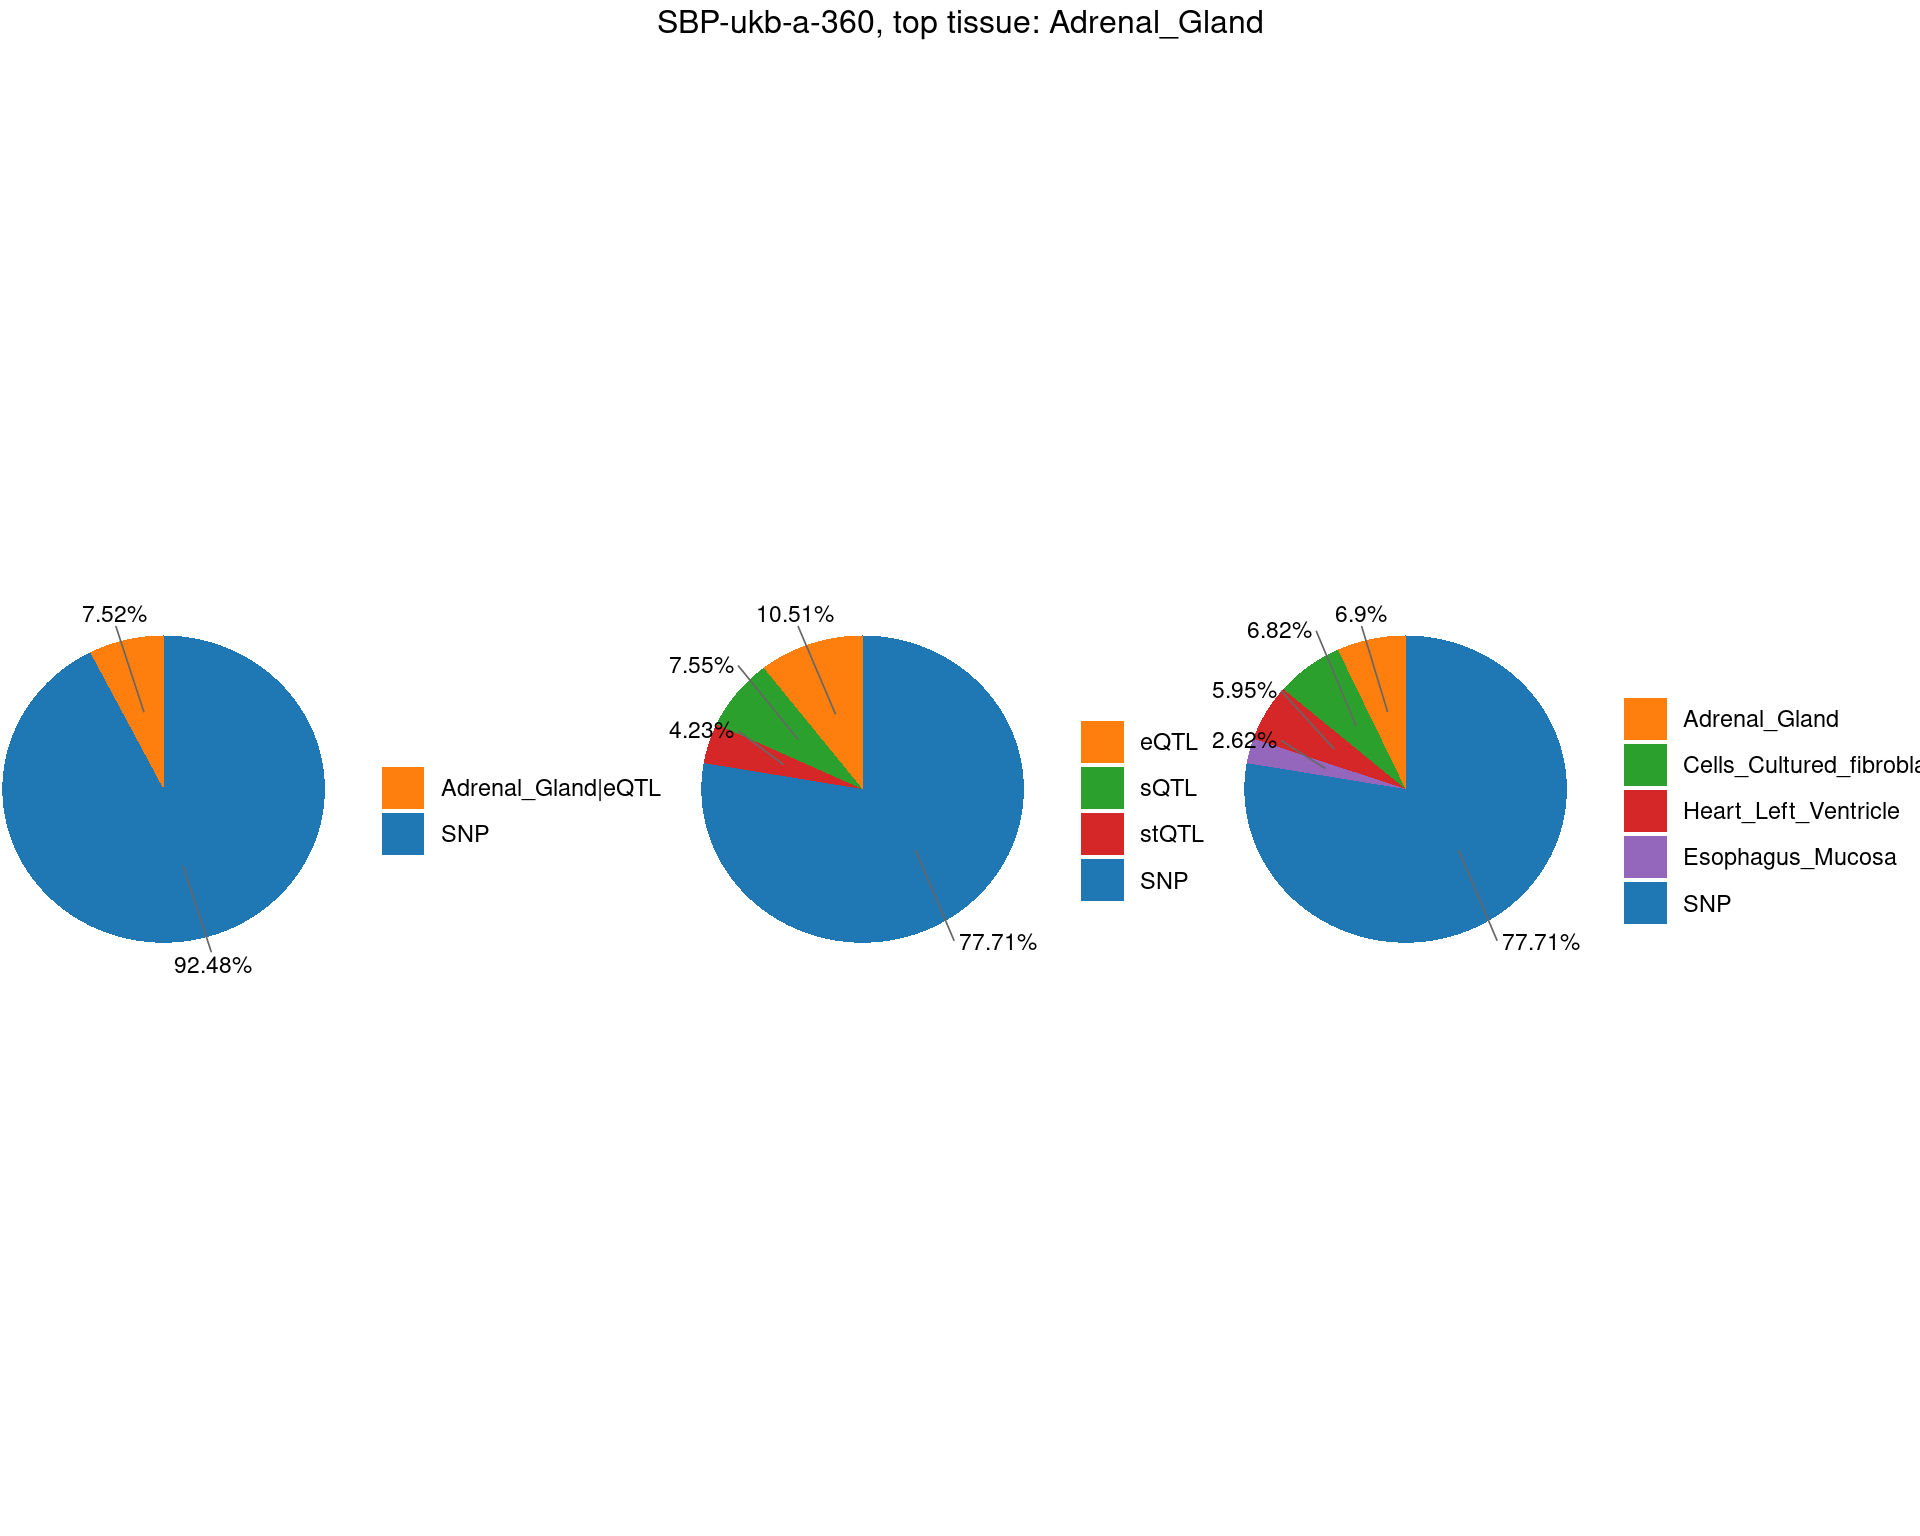 SBP-ukb-a-360, top tissue: Adrenal_Gland
7.52%
92.48%
Adrenal_Gland|eQTL
SNP
10.51%
7.55%
4.23%
77.71%
eQTL
sQTL
stQTL
SNP
6.9%
6.82%
5.95%
2.62%
77.71%
Adrenal_Gland
Cells_Cultured_fibrobla
Heart_Left_Ventricle
Esophagus_Mucosa
SNP